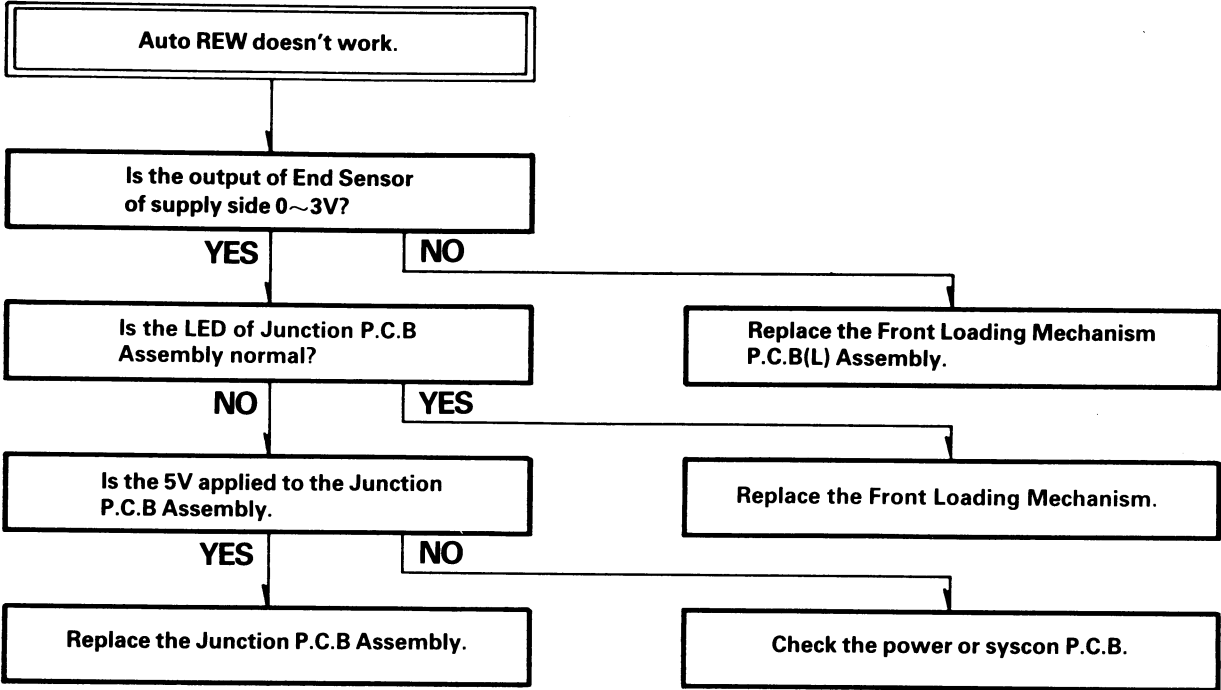 Auto REW doesn't work.
Is the output of End Sensor
of supply side 0～3V?
YES
NO
Is the LED of Junction P.C.B
Assembly normal?
Replace the Front Loading Mechanism
P.C.B(L) Assembly.
NO
YES
Is the 5V applied to the Junction
P.C.B Assembly.
Replace the Front Loading Mechanism.
YES
NO
Replace the Junction P.C.B Assembly.
Check the power or syscon P.C.B.